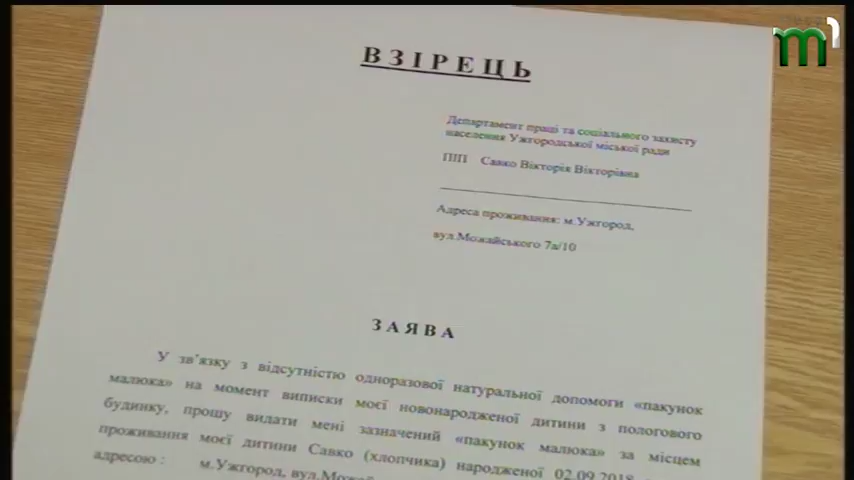 ВЗІРЕЦЬ
Департамент праці та соціального захисту
населення Ужгородської міської ради
ПІП Савко Вікторія Вікторівна
Адреса проживання: м.Ужгород,
вул.Можайського 7а/10
ЗАЯВА
У зв'язку з відсутністю одноразової натуральної допомоги «пакунок
малюка» на момент виписки моєї новонародженої дитини з пологового
будинку, прошу видати мені зазначений «пакунок малюка» за місцем
проживання моєї дитини Савко (хлопчика) народженої 02.09.2018
адресою : м.Ужгород,
m1